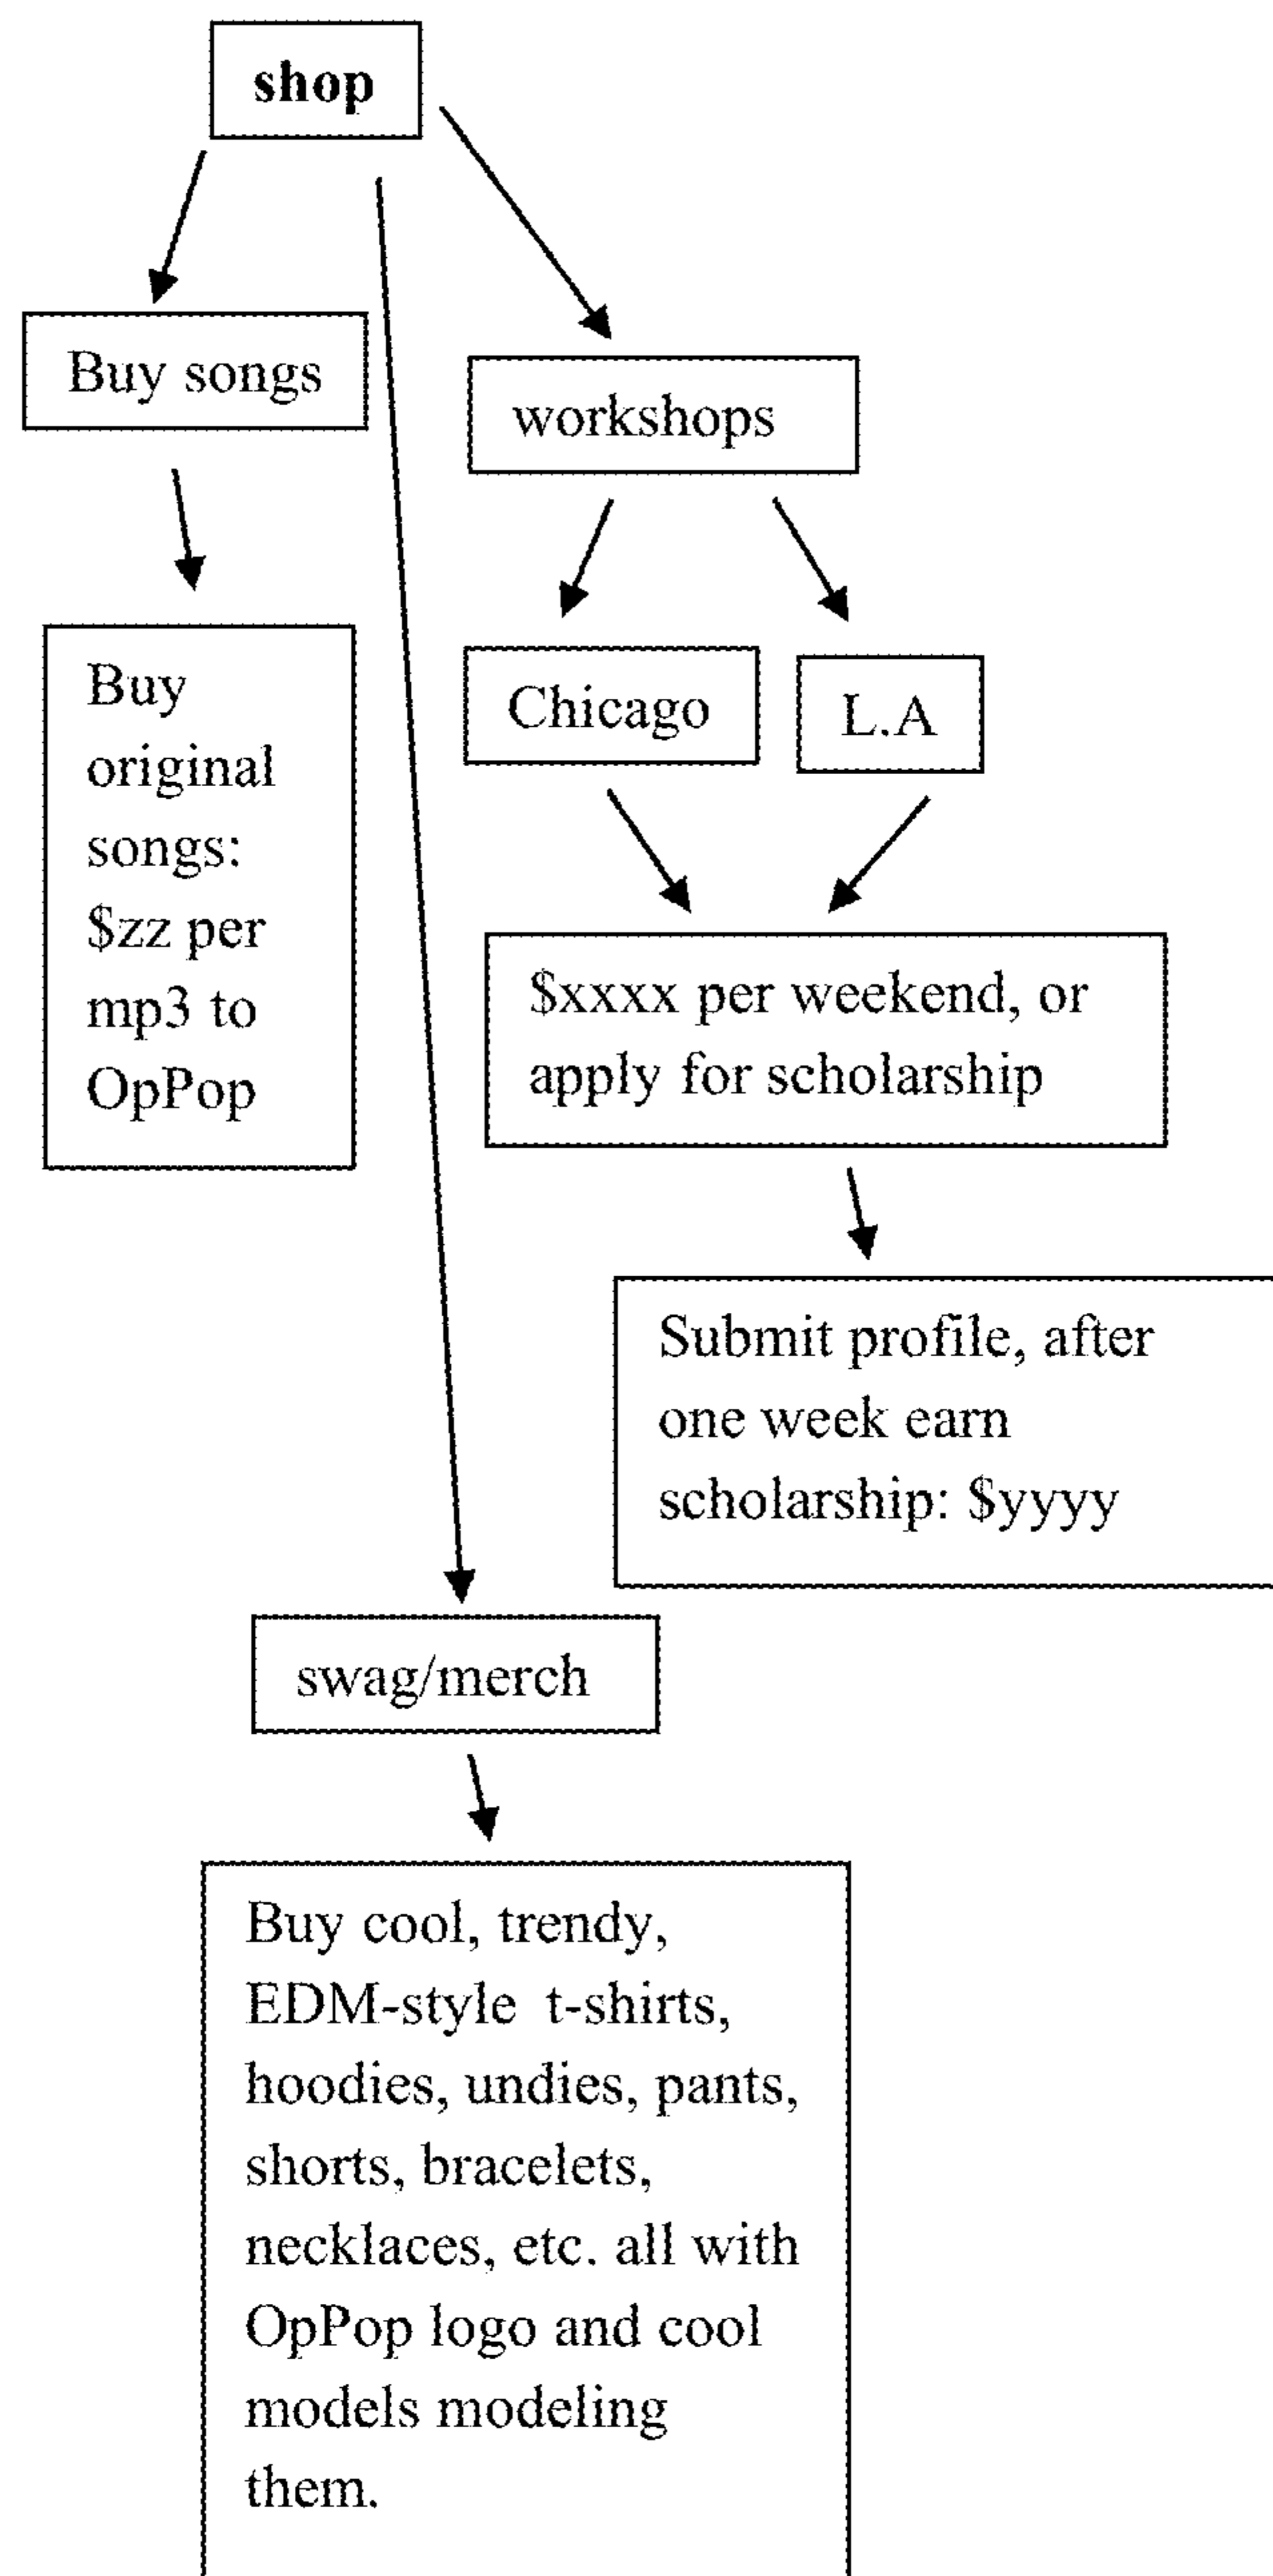 shop
Buy songs
workshops
Buy
original
songs:
$zz per
mp3 to
OpPop
Chicago
L.A
$xxxx per weekend, or
apply for scholarship
Submit profile, after
one week earn
scholarship: $yyyy
swag/merch
Buy cool, trendy,
EDM-style t-shirts,
hoodies, undies, pants,
shorts, bracelets,
necklaces, etc. all with
OpPop logo and cool
models modeling
them.